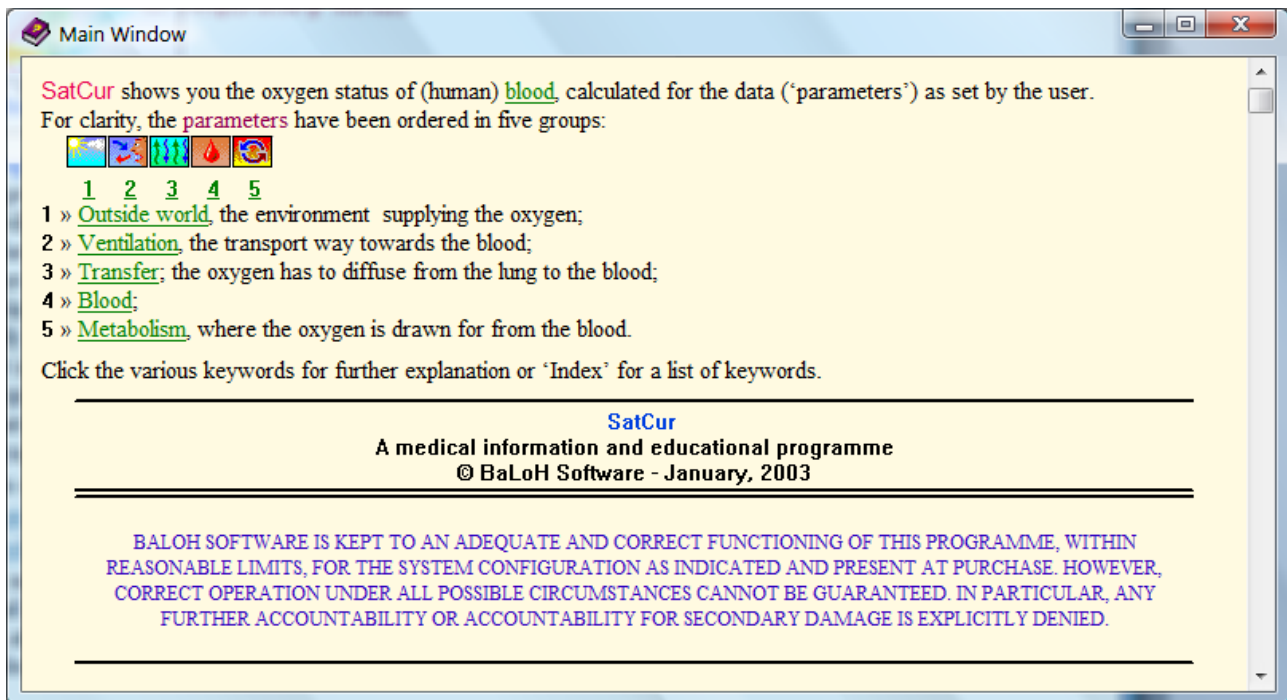 Main Window
SatCur shows you the oxygen status of (human) blood, calculated for the data (‘parameters’) as set by the user.
For clarity, the parameters have been ordered in five groups:
1 2 3 4 5
1 » Outside world, the environment supplying the oxygen;
2 » Ventilation, the transport way towards the blood;
3 » Transfer; the oxygen has to diffuse from the lung to the blood;
4 » Blood;
5 » Metabolism, where the oxygen is drawn for from the blood.
Click the various keywords for further explanation or ‘Index’ for a list of keywords.
SatCur
A medical information and educational programme
© BaLoH Software - January, 2003
BALOH SOFTWARE IS KEPT TO AN ADEQUATE AND CORRECT FUNCTIONING OF THIS PROGRAMME, WITHIN
REASONABLE LIMITS, FOR THE SYSTEM CONFIGURATION AS INDICATED AND PRESENT AT PURCHASE. HOWEVER,
CORRECT OPERATION UNDER ALL POSSIBLE CIRCUMSTANCES CANNOT BE GUARANTEED. IN PARTICULAR, ANY
FURTHER ACCOUNTABILITY OR ACCOUNTABILITY FOR SECONDARY DAMAGE IS EXPLICITLY DENIED.